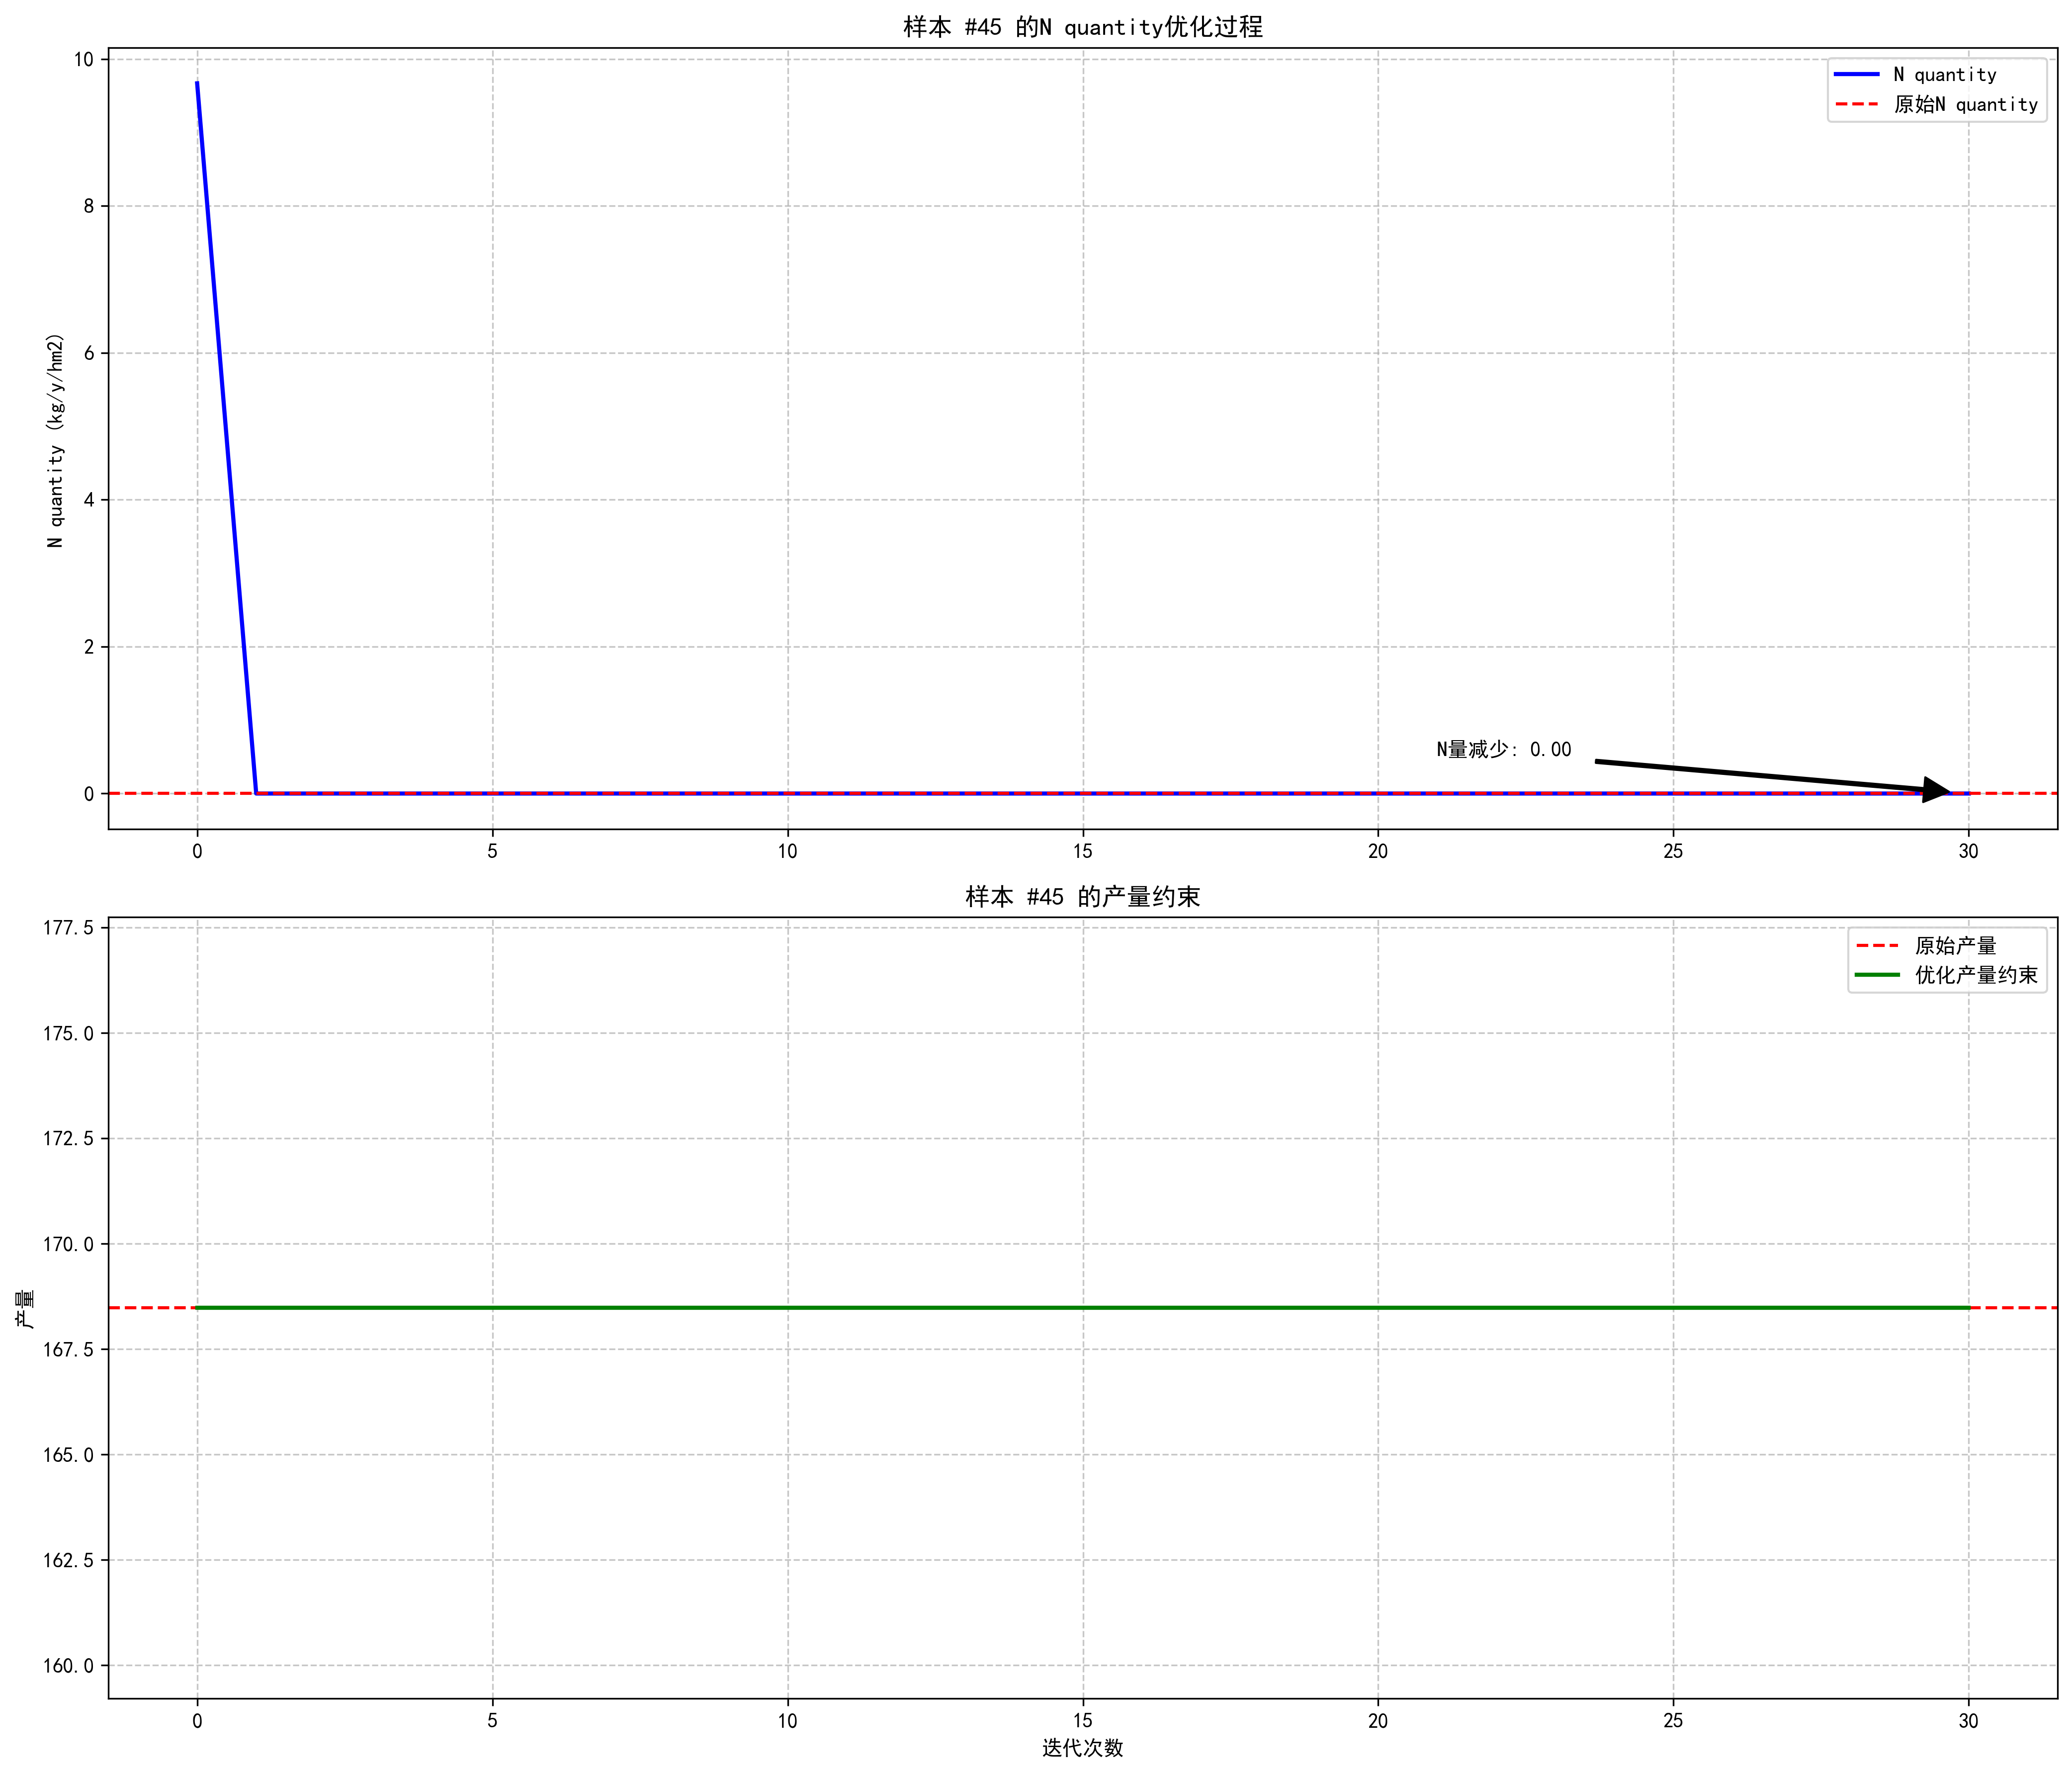 样本 #45 的N quantity优化过程
10
8
6
4
2
0
N quantity (kg/y/hm2)
N quantity
原始N quantity
N量减少: 0.00
0 5 10 15 20 25 30
样本 #45 的产量约束
177.5
175.0
172.5
170.0
167.5
165.0
162.5
160.0
产量
原始产量
优化产量约束
0 5 10 15 20 25 30
迭代次数